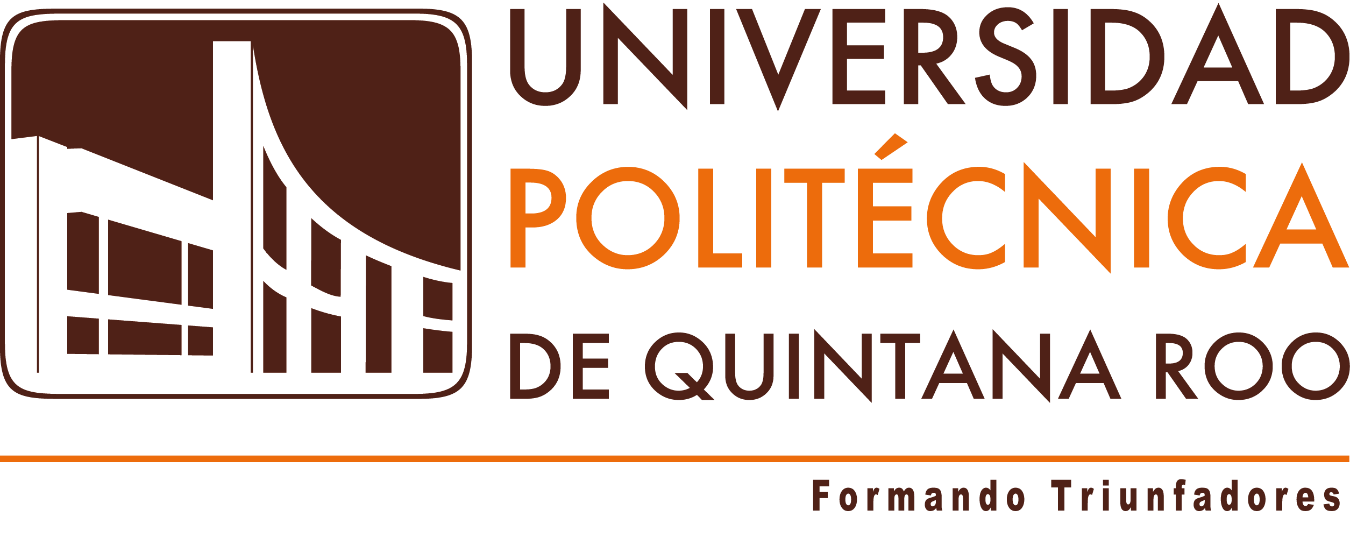 UNIVERSIDAD
POLITÉCNICA
DE QUINTANA ROO
Formando Triunfadores